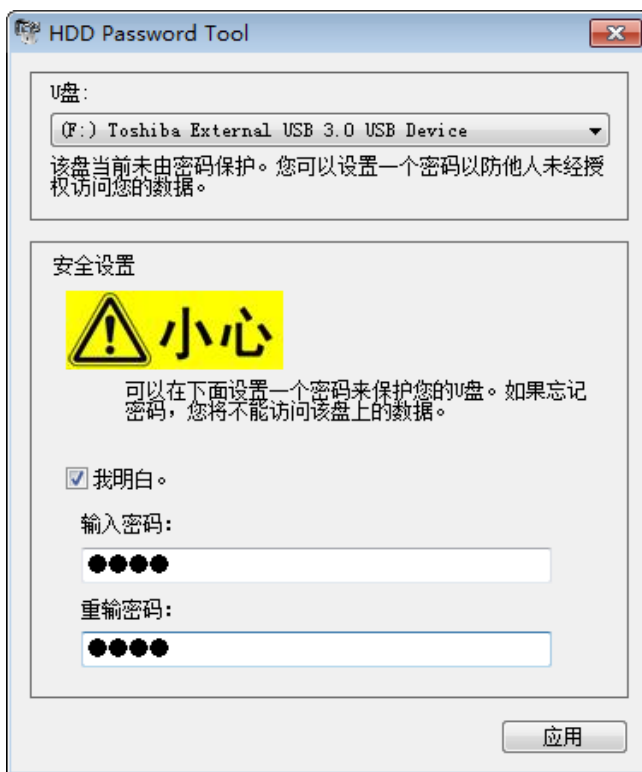 HDD Password Tool
U盘:
(F:) Toshiba External USB 3.0 USB Device
该盘当前未由密码保护。您可以设置一个密码以防他人未经授
权访问您的数据。
安全设置
小心
可以在下面设置一个密码来保护您的U盘。如果忘记
密码，您将不能访问该盘上的数据。
我明白。
输入密码:
●●●●
重输密码:
●●●●
应用